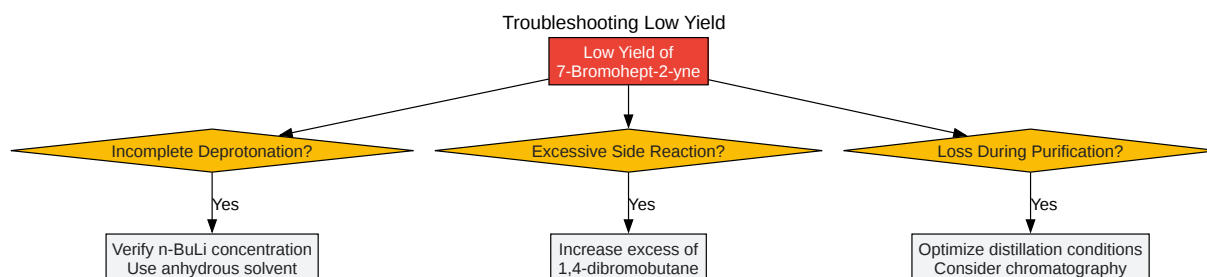 Troubleshooting Low Yield
Low Yield of
7-Bromohept-2-yne
Incomplete Deprotonation?
Excessive Side Reaction?
Loss During Purification?
Yes
Yes
Yes
Verify n-BuLi concentration
Use anhydrous solvent
Increase excess of
1,4-dibromobutane
Optimize distillation conditions
Consider chromatography